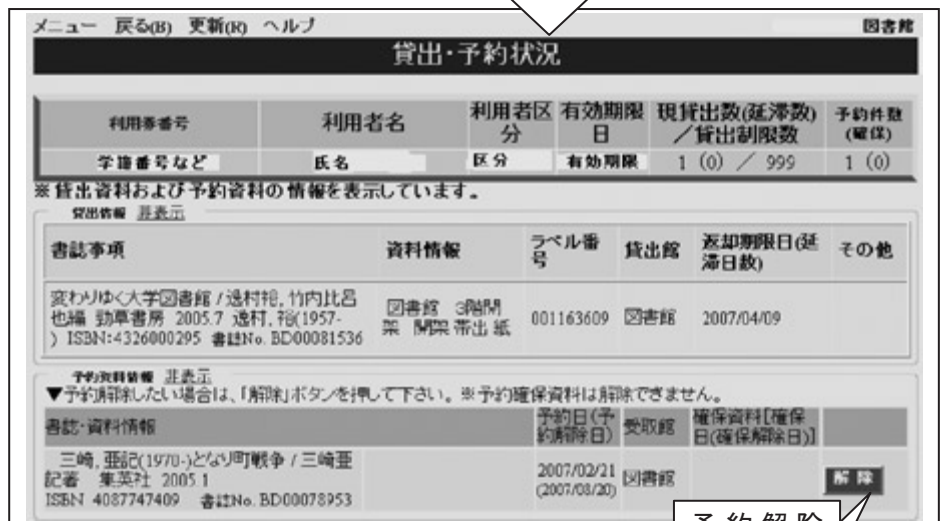 メニュー 戻る(B) 更新(R) ヘルプ 図書館
貸出・予約状況
利用券番号 利用者名 利用者区分 有効期限日 現貸出数(延滞数)／貸出制限数 予約件数(確保)
学籍番号など 氏名 区分 有効期限 1 (0) ／ 999 1 (0)
※貸出資料および予約資料の情報を表示しています。
貸出情報 非表示
書誌事項 資料情報 ラベル番号 貸出館 返却期限日(延滞日数) その他
変わりゆく大学図書館 / 逸村裕, 竹内比呂
也編 勁草書房 2005.7 逸村, 裕(1957-
) ISBN:4326000295 書誌No. BD00081536
図書館 3階開
架 開架 帯出 紙
001163609 図書館 2007/04/09
予約資料情報 非表示
▼予約解除したい場合は、「解除」ボタンを押して下さい。※予約確保資料は解除できません。
書誌・資料情報 予約日(予約解除日) 受取館 確保資料[確保日(確保解除日)]
三崎, 亜記(1970-)となり町戦争 / 三崎亜
記著 集英社 2005.1
ISBN 4087747409 書誌No. BD00078953
2007/02/21
(2007/08/20)
図書館
解除
予約解除